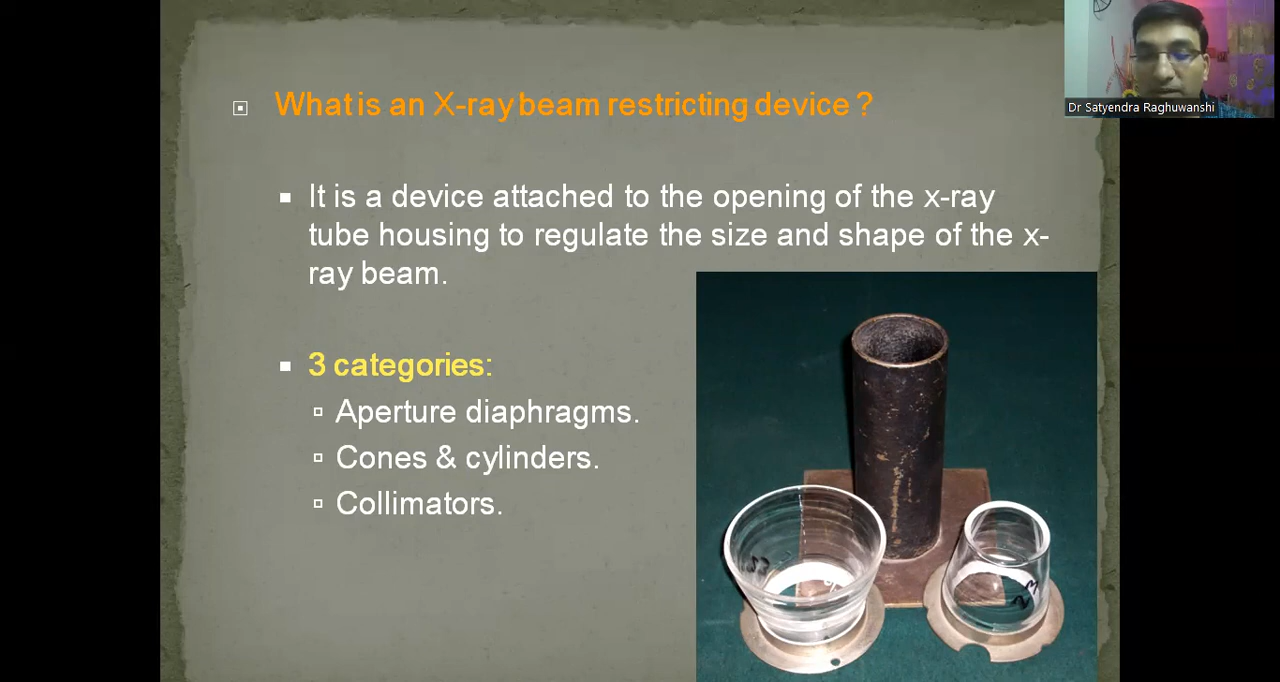 What is an X-ray beam restricting device ?
Dr Satyendra Raghuwanshi
It is a device attached to the opening of the x-ray
tube housing to regulate the size and shape of the x-
ray beam.
3 categories:
Aperture diaphragms.
Cones & cylinders.
Collimators.
23